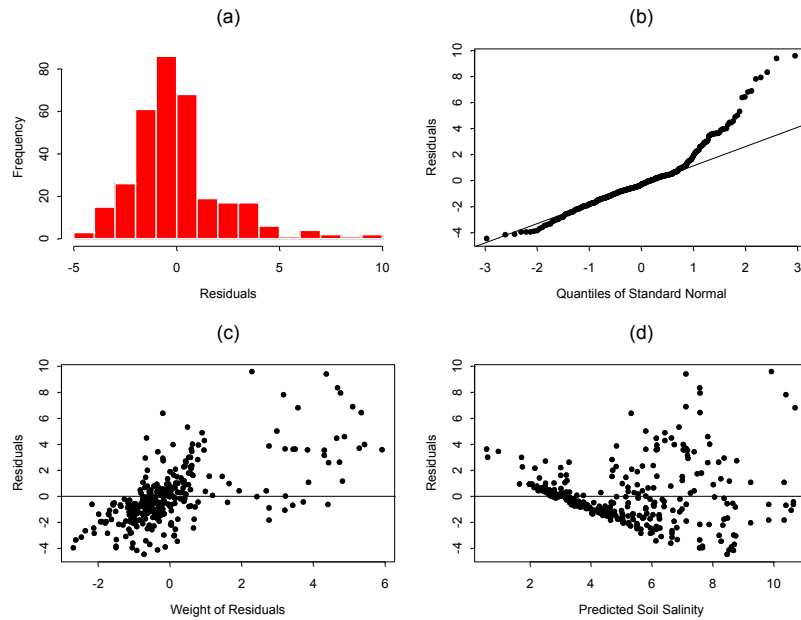 (a)
Frequency
0 20 40 60 80
-5 0 5 10
Residuals
(b)
Residuals
-4 -2 0 2 4 6 8 10
-3 -2 -1 0 1 2 3
Quantiles of Standard Normal
(c)
Residuals
-4 -2 0 2 4 6 8 10
-2 0 2 4 6
Weight of Residuals
(d)
Residuals
-4 -2 0 2 4 6 8 10
2 4 6 8 10
Predicted Soil Salinity